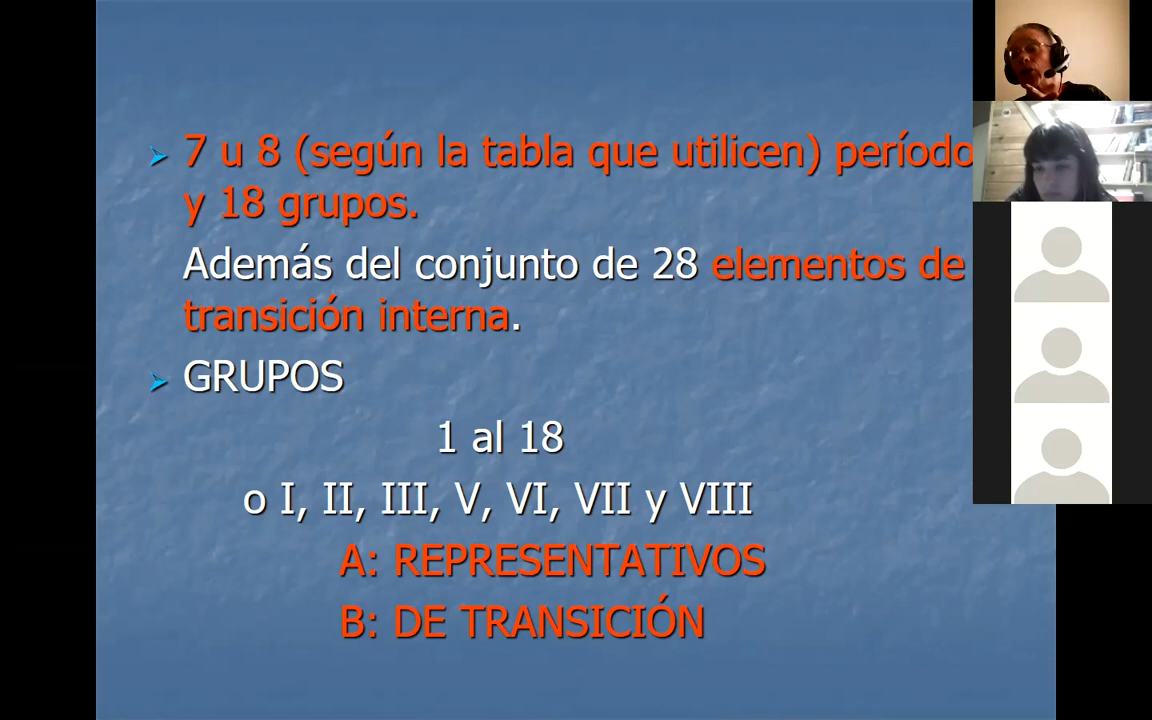 7 u 8 (según la tabla que utilicen) período
y 18 grupos.
Además del conjunto de 28 elementos de
transición interna.
GRUPOS
1 al 18
o I, II, III, V, VI, VII y VIII
A: REPRESENTATIVOS
B: DE TRANSICIÓN